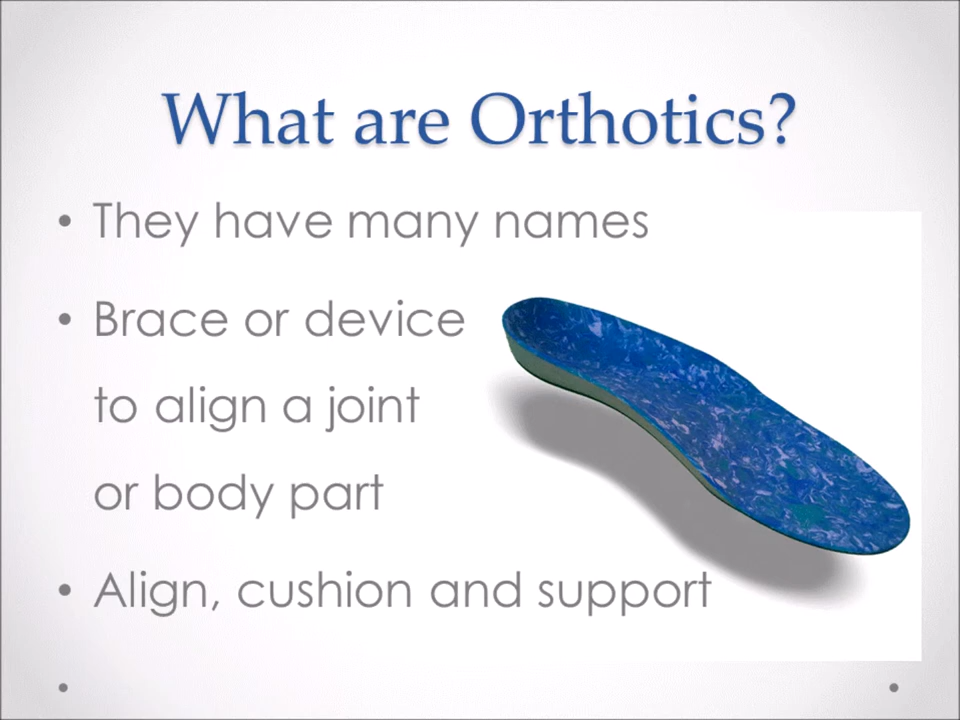 What are Orthotics?
• They have many names
• Brace or device
to align a joint
or body part
• Align, cushion and support